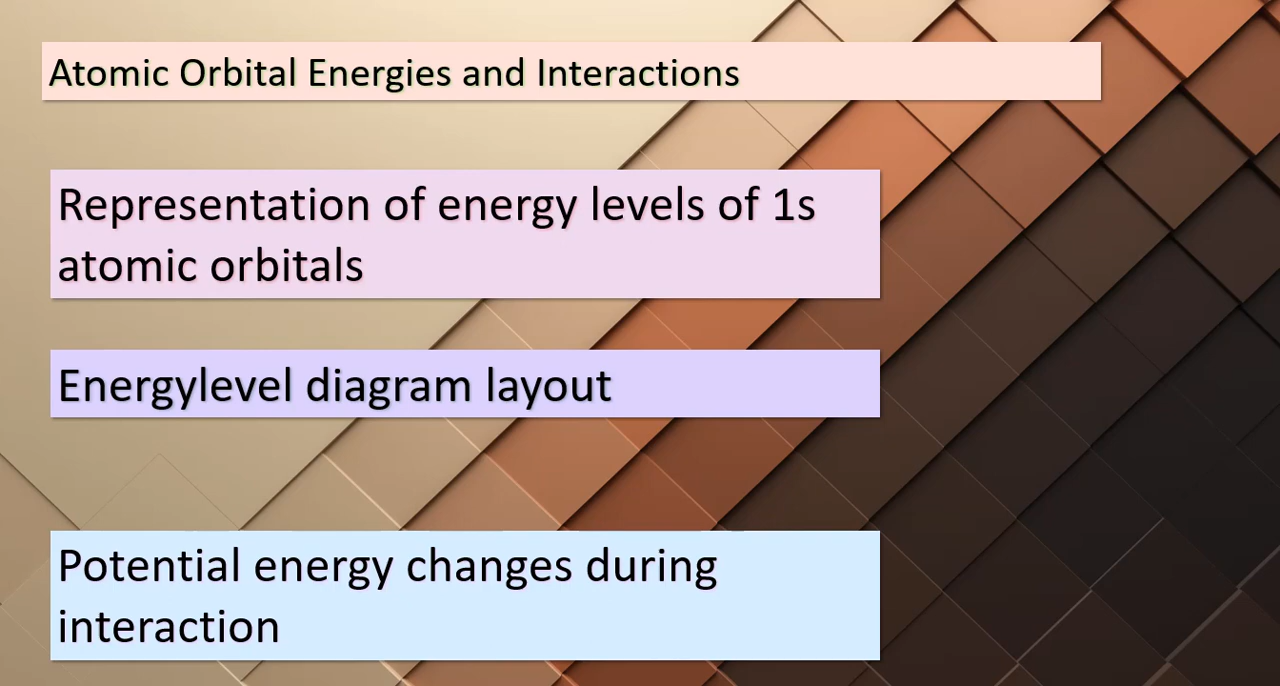 Atomic Orbital Energies and Interactions
Representation of energy levels of 1s
atomic orbitals
Energylevel diagram layout
Potential energy changes during
interaction